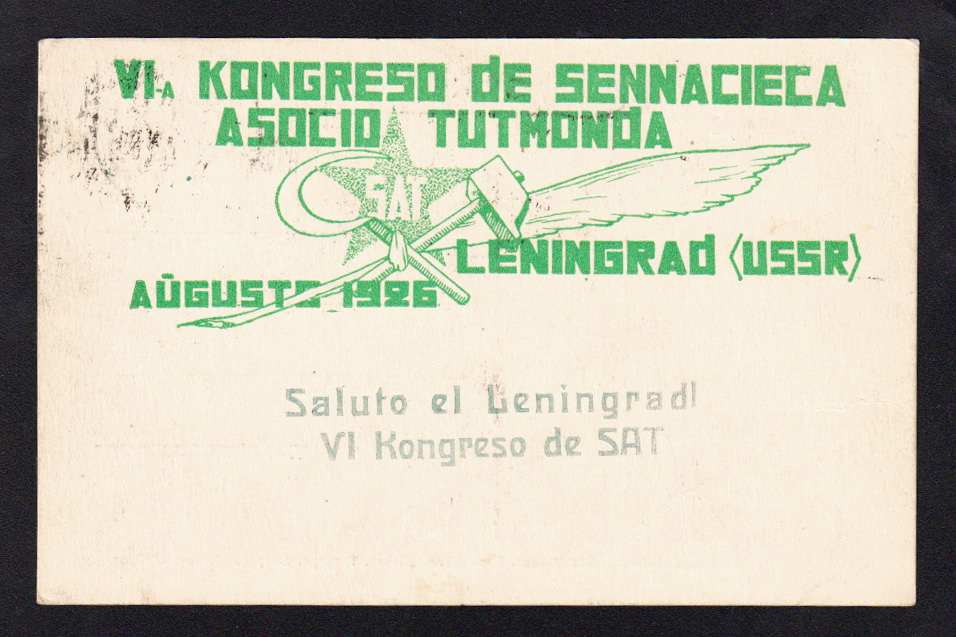 VI-A KONGRESO dE SENNACIECA
ASOCIO TUTMONdA
SAT
LENINGRAd (USSR)
AŬGUSTO 1926
Saluto el Leningrad!
VI Kongreso de SAT